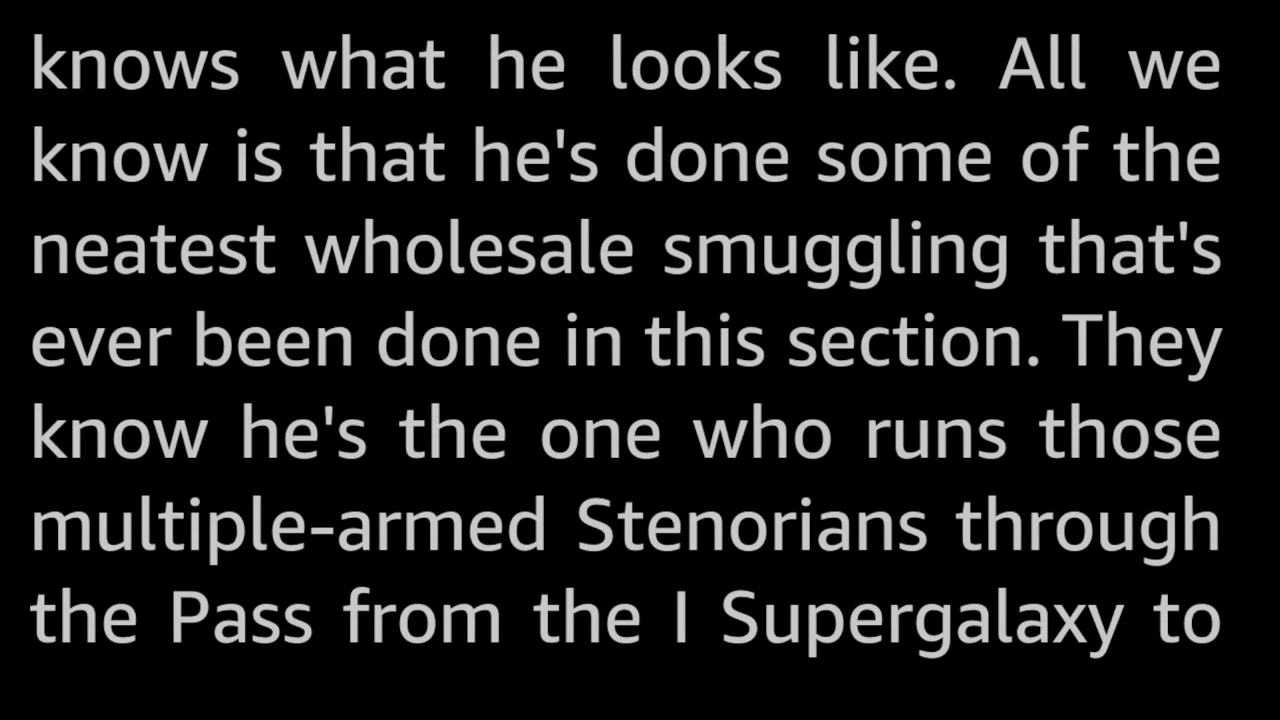 knows what he looks like. All we
know is that he's done some of the
neatest wholesale smuggling that's
ever been done in this section. They
know he's the one who runs those
multiple-armed Stenorians through
the Pass from the I Supergalaxy to